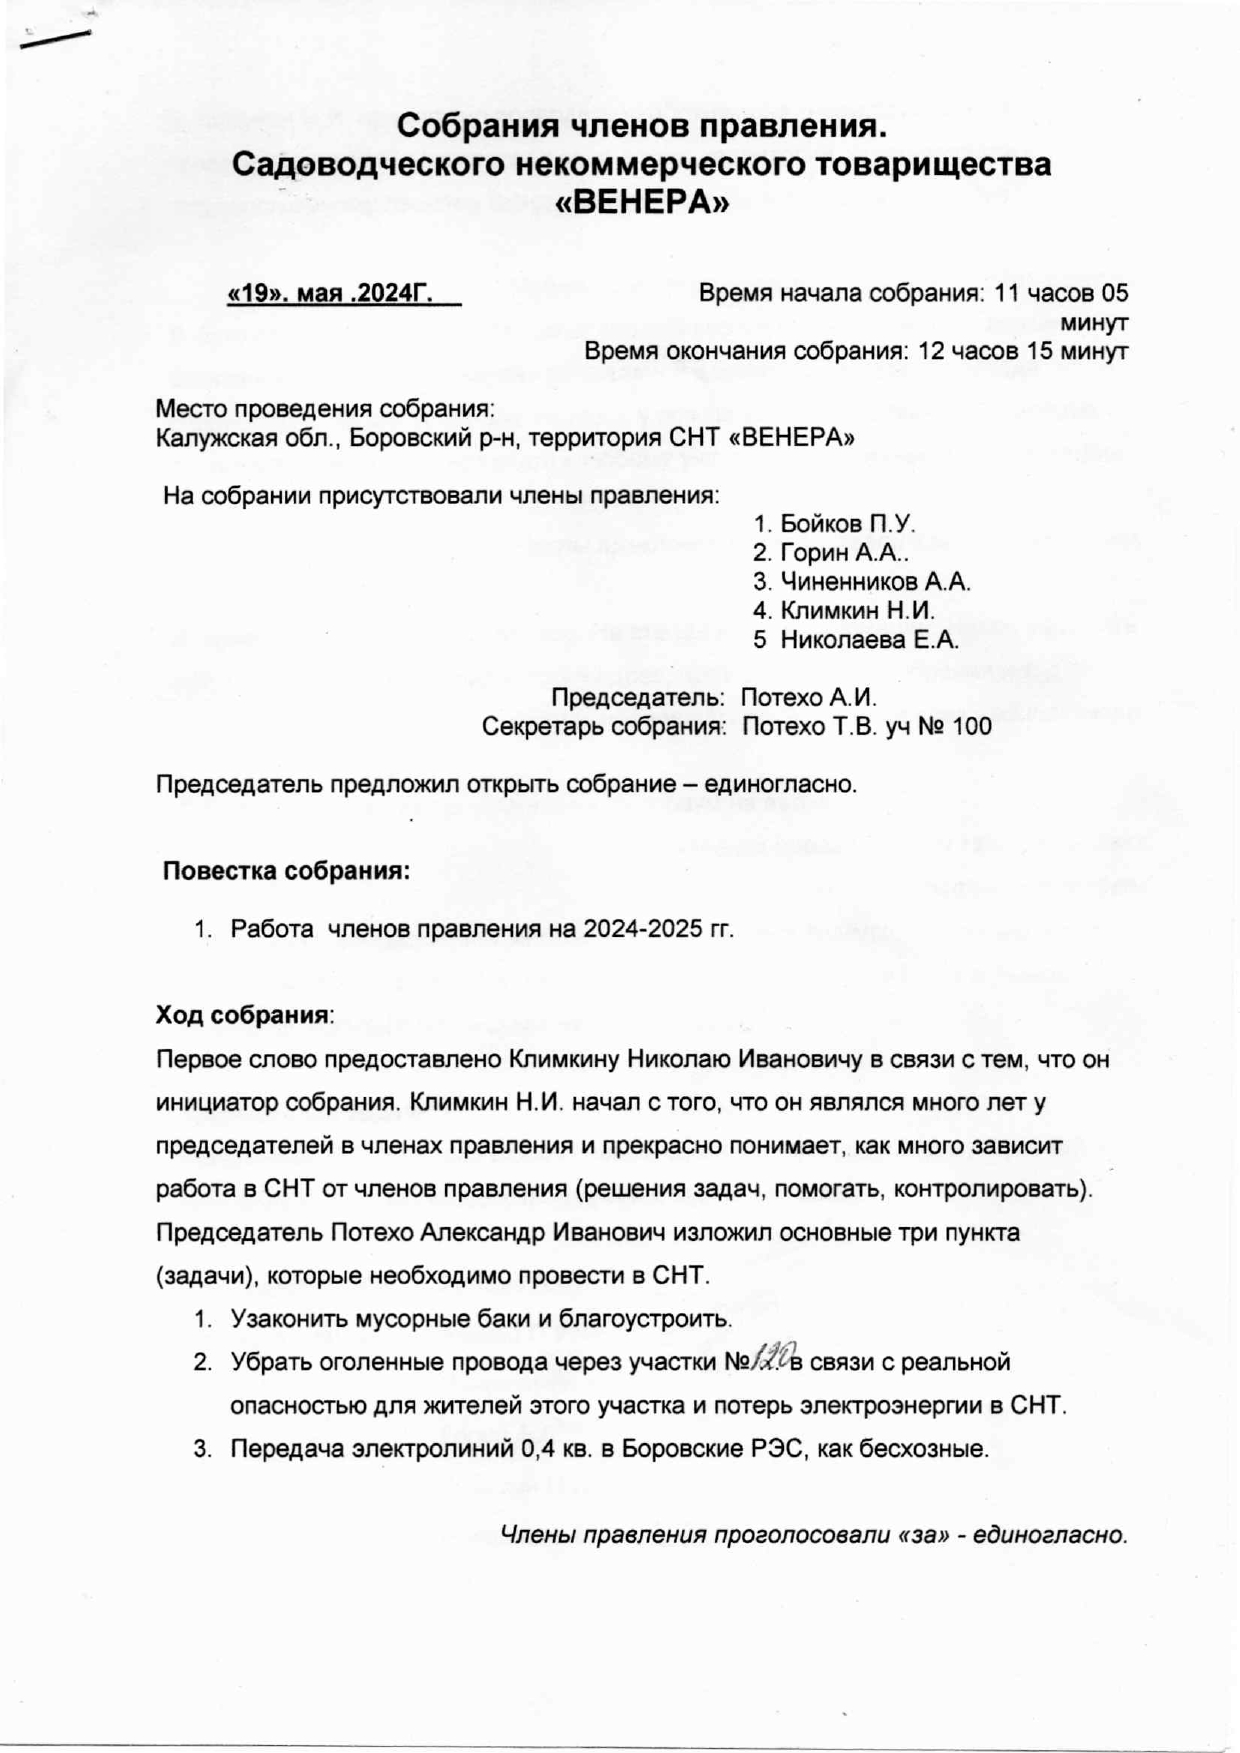 Собрания членов правления.
Садоводческого некоммерческого товарищества
«ВЕНЕРА»
«19». мая .2024Г.
Время начала собрания: 11 часов 05
минут
Время окончания собрания: 12 часов 15 минут
Место проведения собрания:
Калужская обл., Боровский р-н, территория СНТ «ВЕНЕРА»
На собрании присутствовали члены правления:
1. Бойков П.У.
2. Горин А.А..
3. Чиненников А.А.
4. Климкин Н.И.
5 Николаева Е.А.
Председатель: Потехо А.И.
Секретарь собрания: Потехо Т.В. уч № 100
Председатель предложил открыть собрание – единогласно.
Повестка собрания:
1. Работа членов правления на 2024-2025 гг.
Ход собрания:
Первое слово предоставлено Климкину Николаю Ивановичу в связи с тем, что он
инициатор собрания. Климкин Н.И. начал с того, что он являлся много лет у
председателей в членах правления и прекрасно понимает, как много зависит
работа в СНТ от членов правления (решения задач, помогать, контролировать).
Председатель Потехо Александр Иванович изложил основные три пункта
(задачи), которые необходимо провести в СНТ.
1. Узаконить мусорные баки и благоустроить.
2. Убрать оголенные провода через участки №120 в связи с реальной
опасностью для жителей этого участка и потерь электроэнергии в СНТ.
3. Передача электролиний 0,4 кв. в Боровские РЭС, как бесхозные.
Члены правления проголосовали «за» - единогласно.